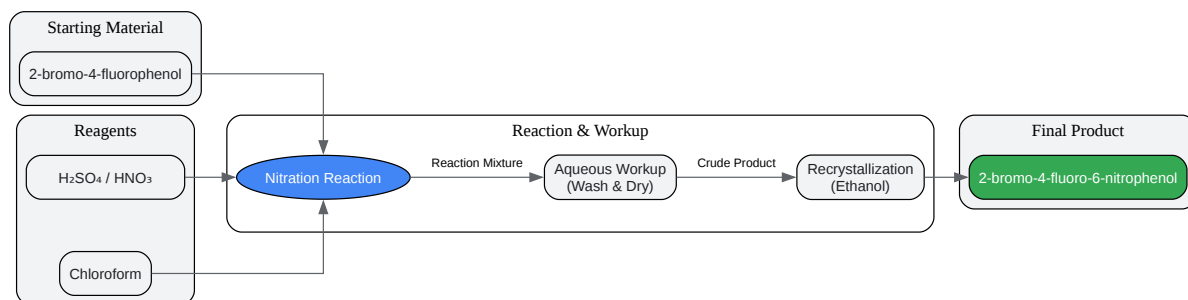 Starting Material
2-bromo-4-fluorophenol
Reagents
H₂SO₄ / HNO₃
Chloroform
Reaction & Workup
Nitration Reaction
Reaction Mixture
Aqueous Workup
(Wash & Dry)
Crude Product
Recrystallization
(Ethanol)
Final Product
2-bromo-4-fluoro-6-nitrophenol